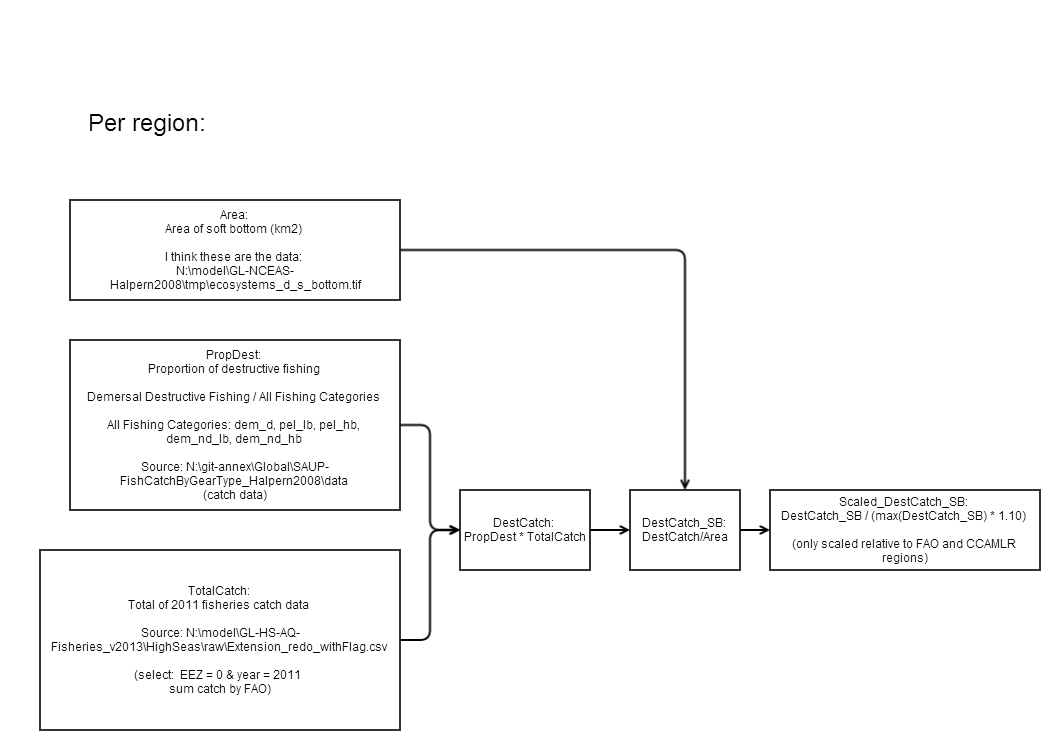 Per region:
Area:
Area of soft bottom (km2)
I think these are the data:
N:\model\GL-NCEAS-
Halpern2008\tmp\ecosystems_d_s_bottom.tif
PropDest:
Proportion of destructive fishing
Demersal Destructive Fishing / All Fishing Categories
All Fishing Categories: dem_d, pel_lb, pel_hb,
dem_nd_lb, dem_nd_hb
Source: N:\git-annex\Global\SAUP-
FishCatchByGearType_Halpern2008\data
(catch data)
TotalCatch:
Total of 2011 fisheries catch data
Source: N:\model\GL-HS-AQ-
Fisheries_v2013\HighSeas\raw\Extension_redo_withFlag.csv
(select:  EEZ = 0 & year = 2011
sum catch by FAO)
DestCatch:
PropDest * TotalCatch
DestCatch_SB:
DestCatch/Area
Scaled_DestCatch_SB:
DestCatch_SB / (max(DestCatch_SB) * 1.10)
(only scaled relative to FAO and CCAMLR
regions)